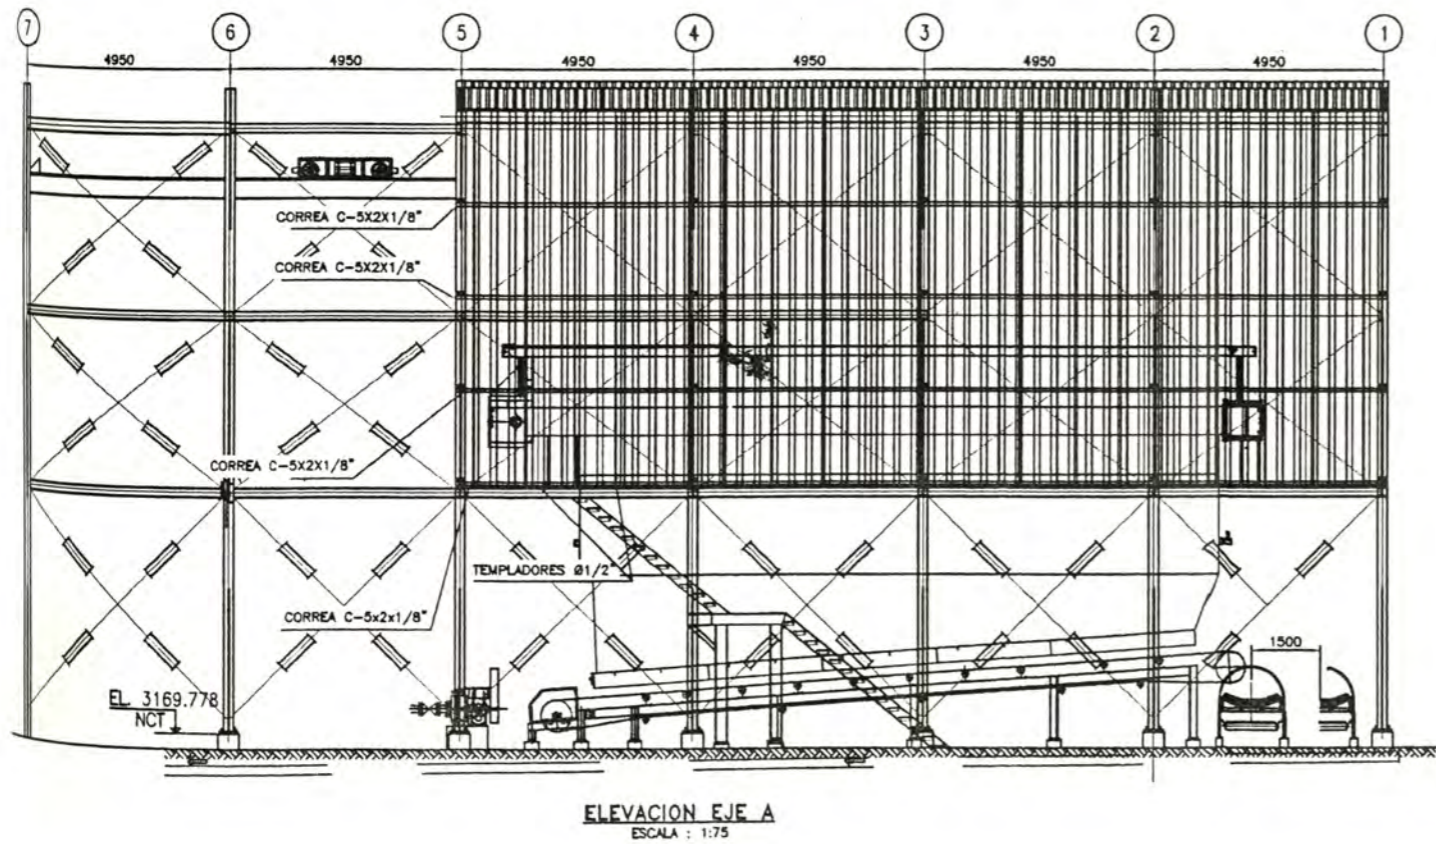 7 6 5 4 3 2 1
4950 4950 4950 4950 4950 4950
CORREA C-5X2X1/8"
CORREA C-5X2X1/8"
CORREA C-5X2X1/8"
TEMPLADORES Ø1/2"
CORREA C-5x2x1/8"
1500
EL. 3169.778
NCT
ELEVACION EJE A
ESCALA : 1:75